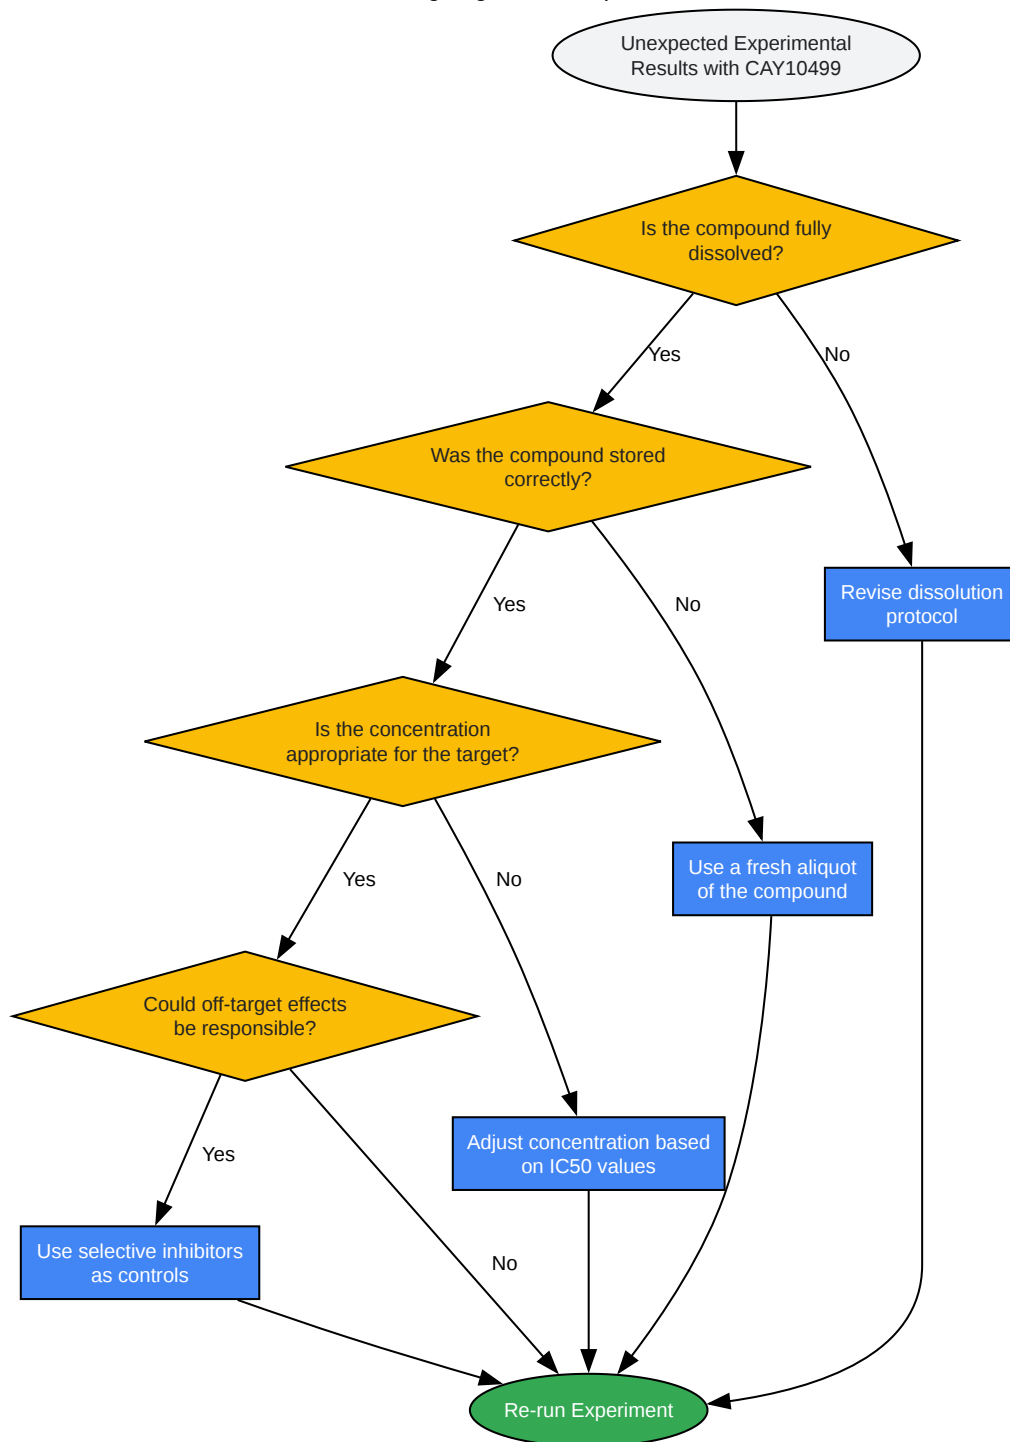 Unexpected Experimental
Results with CAY10499
Is the compound fully
dissolved?
Yes
No
Was the compound stored
correctly?
Yes
No
Revise dissolution
protocol
Is the concentration
appropriate for the target?
Yes
No
Use a fresh aliquot
of the compound
Could off-target effects
be responsible?
Yes
No
Adjust concentration based
on IC50 values
Use selective inhibitors
as controls
Re-run Experiment